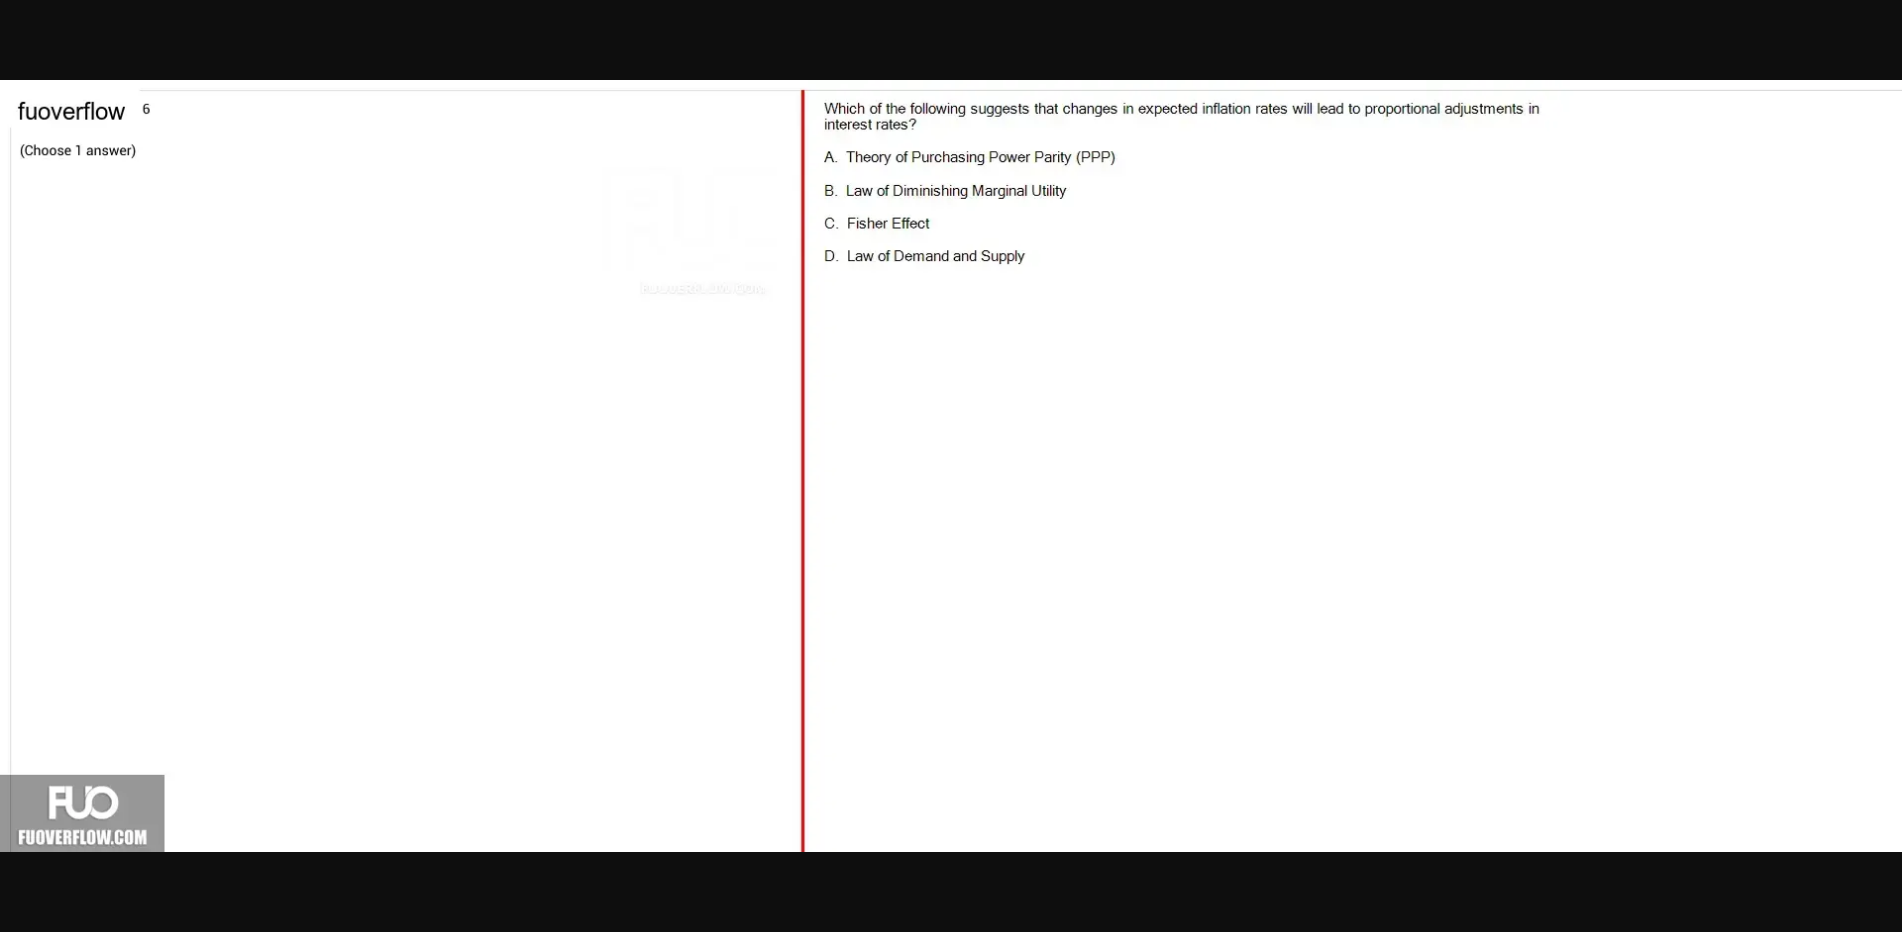 fuoverflow 6
(Choose 1 answer)
Which of the following suggests that changes in expected inflation rates will lead to proportional adjustments in
interest rates?
A. Theory of Purchasing Power Parity (PPP)
B. Law of Diminishing Marginal Utility
C. Fisher Effect
D. Law of Demand and Supply
FUOVERFLOW.COM
FUO
FUOVERFLOW.COM